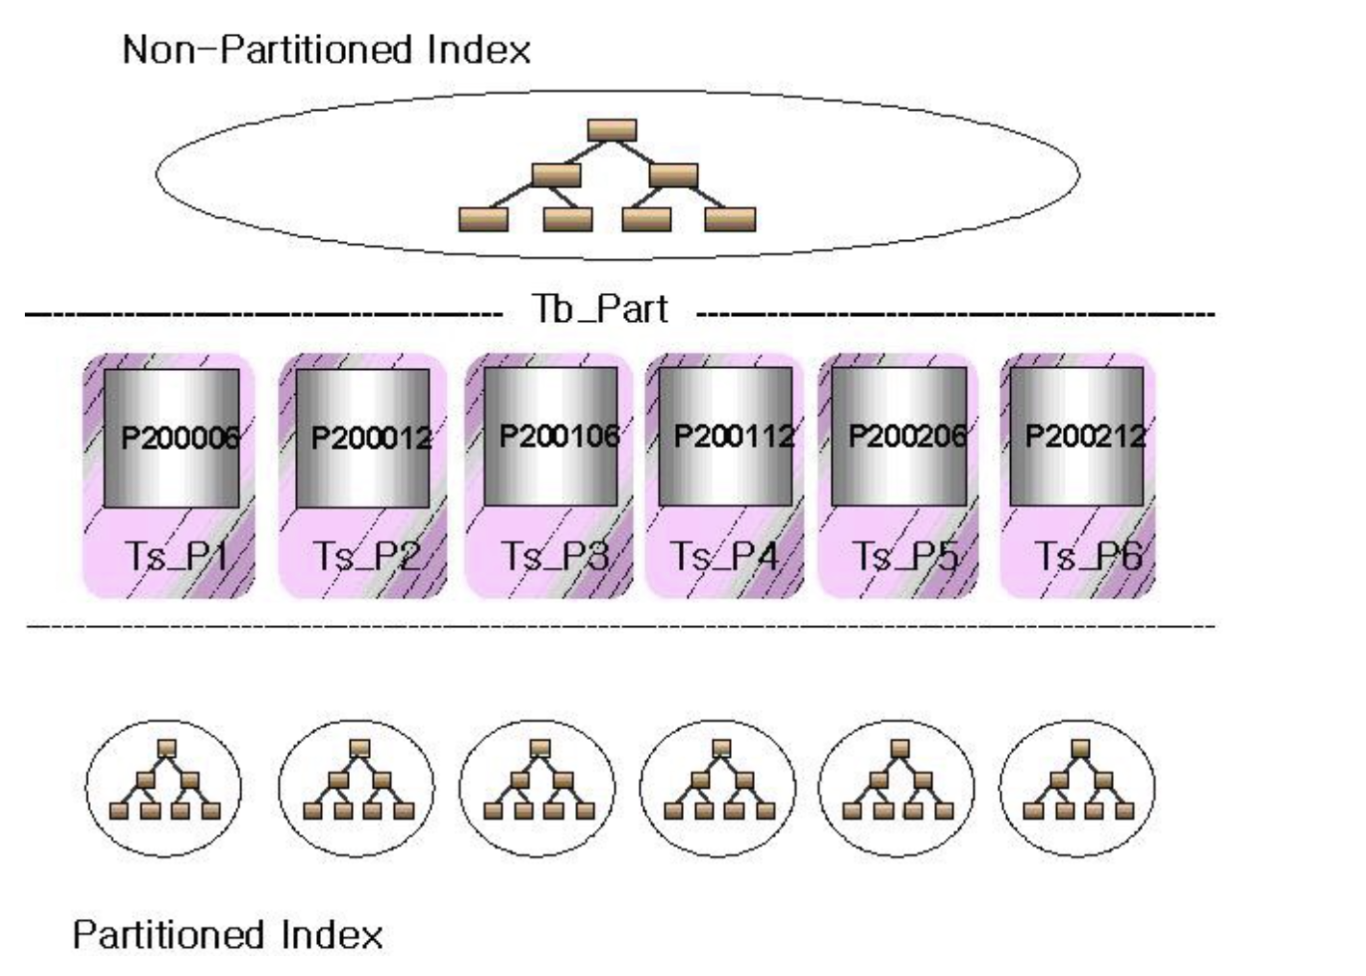 Non-Partitioned Index
Tb_Part
P200006 P200012 P200106 P200112 P200206 P200212
Ts_P1 Ts_P2 Ts_P3 Ts_P4 Ts_P5 Ts_P6
Partitioned Index